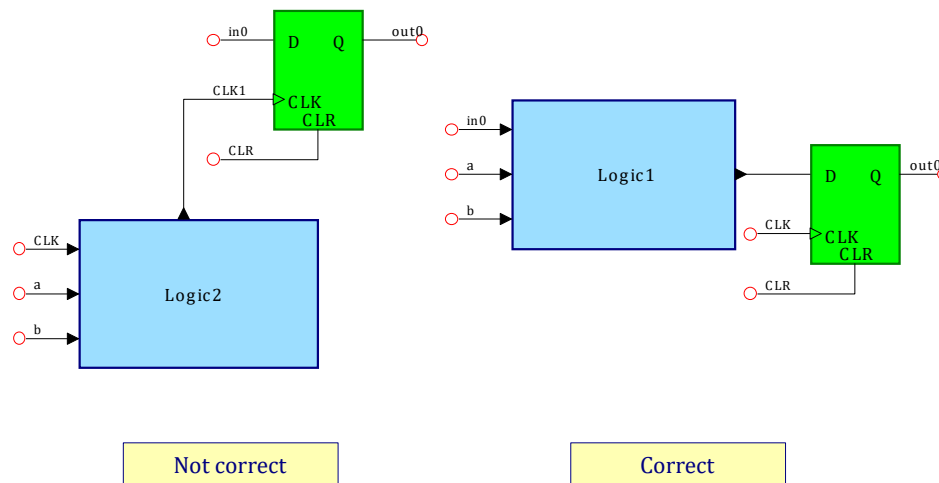 in0
D
Q
out0
CLK1
CLK
CLR
CLR
CLK
a
b
Logic2
Not correct
in0
a
b
Logic1
D
Q
out0
CLK
CLK
CLR
CLR
Correct